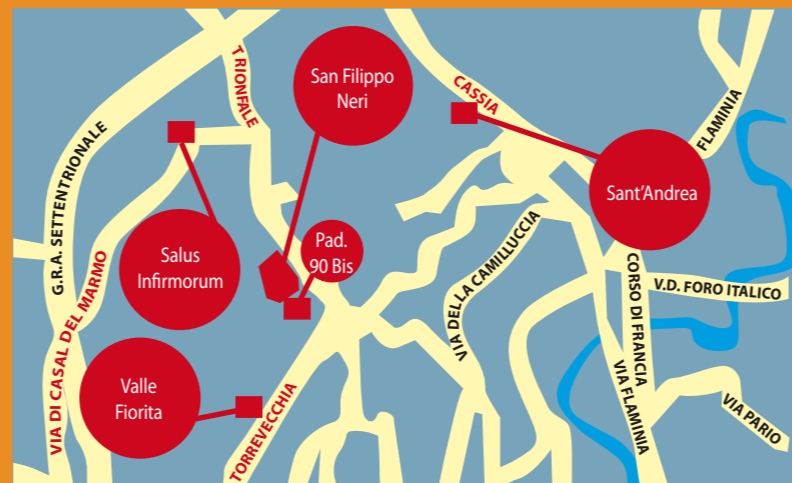 T RIONFALE
San Filippo
Neri
CASSIA
FLAMINIA
G.R.A. SETTENTRIONALE
Sant'Andrea
Salus
Infirmorum
Pad.
90 Bis
VIA DELLA CAMILLUCCIA
CORSO DI FRANCIA
V.D. FORO ITALICO
VIA DI CASAL DEL MARMO
Valle
Fiorita
TORREVECCHIA
VIA FLAMINIA
VIA PARIO